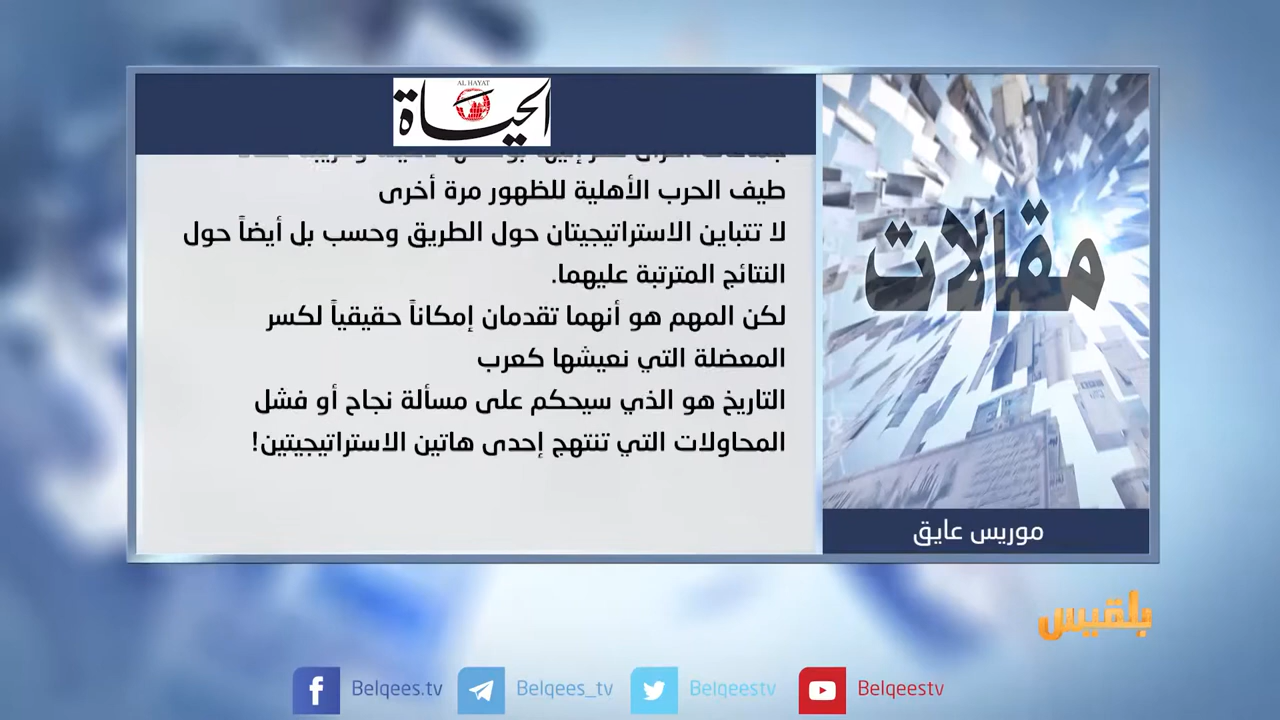 AL HAYAT
الحياة
طيف الحرب الأهلية للظهور مرة أخرى
لا تتباين الاستراتيجيتان حول الطريق وحسب بل أيضاً حول
النتائج المترتبة عليهما.
لكن المهم هو أنهما تقدمان إمكاناً حقيقياً لكسر
المعضلة التي نعيشها كعرب
التاريخ هو الذي سيحكم على مسألة نجاح أو فشل
المحاولات التي تنتهج إحدى هاتين الاستراتيجيتين!
مقالات
موريس عايق
بلقيس
Belqees.tv
Belqees_tv
Belqeestv
Belqeestv